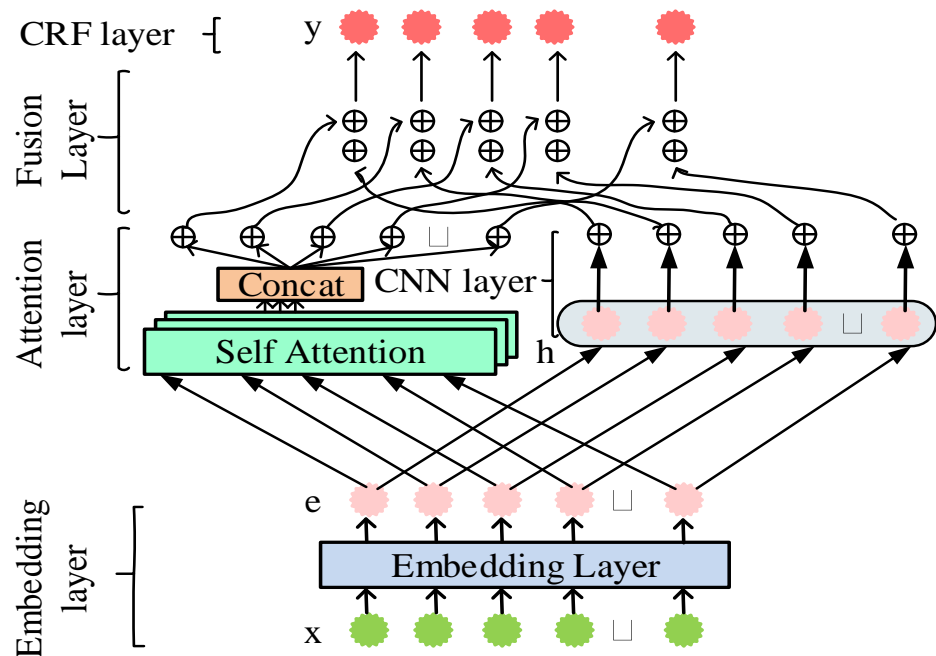 CRF layer
y
Fusion
Layer
Attention
layer
Concat
CNN layer
Self Attention
h
Embedding
layer
e
Embedding Layer
x